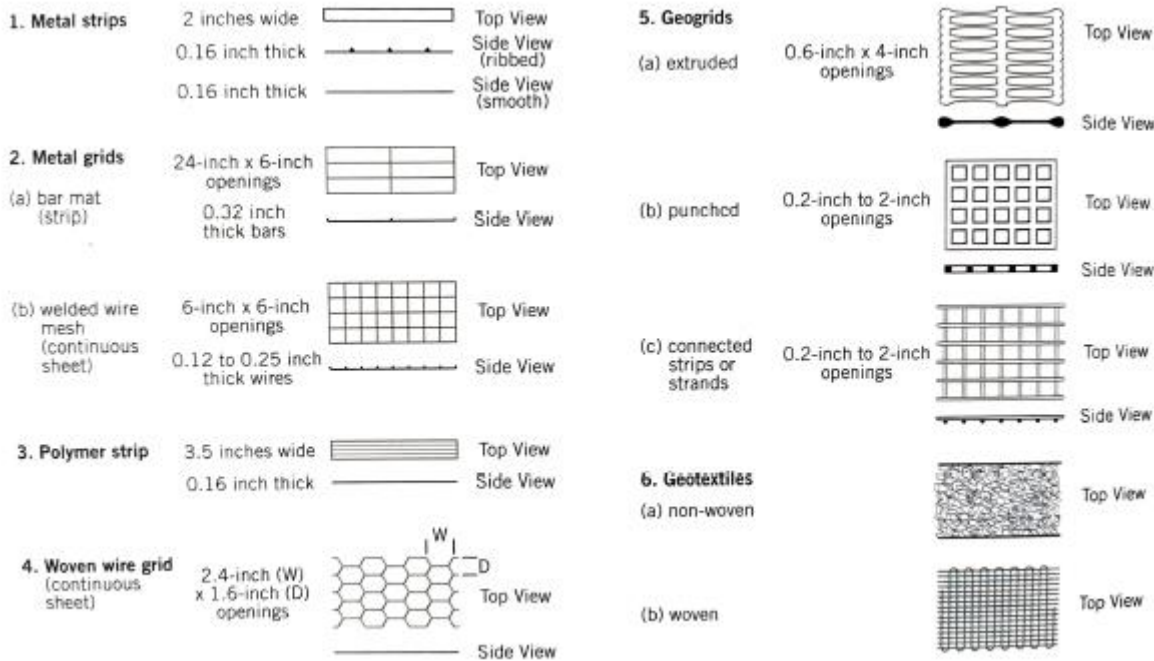 1. Metal strips
2 inches wide
Top View
0.16 inch thick
Side View
(ribbed)
0.16 inch thick
Side View
(smooth)
2. Metal grids
(a) bar mat
(strip)
24-inch x 6-inch
openings
Top View
0.32 inch
thick bars
Side View
(b) welded wire
mesh
(continuous
sheet)
6-inch x 6-inch
openings
Top View
0.12 to 0.25 inch
thick wires
Side View
3. Polymer strip
3.5 inches wide
Top View
0.16 inch thick
Side View
4. Woven wire grid
(continuous
sheet)
2.4-inch (W)
x 1.6-inch (D)
openings
W
D
Top View
Side View
5. Geogrids
(a) extruded
0.6-inch x 4-inch
openings
Top View
Side View
(b) punched
0.2-inch to 2-inch
openings
Top View
Side View
(c) connected
strips or
strands
0.2-inch to 2-inch
openings
Top View
Side View
6. Geotextiles
(a) non-woven
Top View
(b) woven
Top View